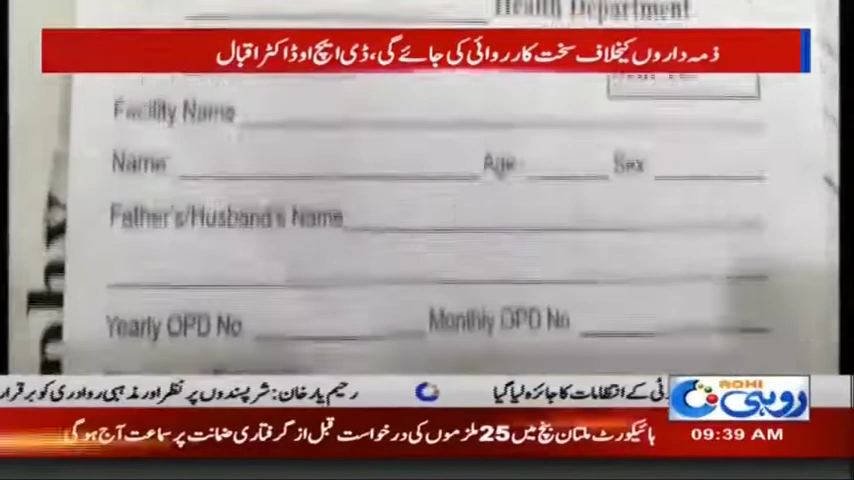 Health Department
ذمہ داروں کیخلاف سخت کارروائی کی جائے گی، ڈی ایچ او ڈاکٹر اقبال
Facility Name
Name Age Sex
Father's/Husband's Name
Yearly OPD No Monthly OPD No
رحیم یار خان: شرپسندوں پر نظر اور مذہبی رواداری کو برقرار
کے انتظامات کا جائزہ لیا گیا
ROHI
روہی
ہائیکورٹ ملتان بنچ میں 25 ملزموں کی درخواست قبل از گرفتاری ضمانت پر سماعت آج ہوگی
09:39 AM